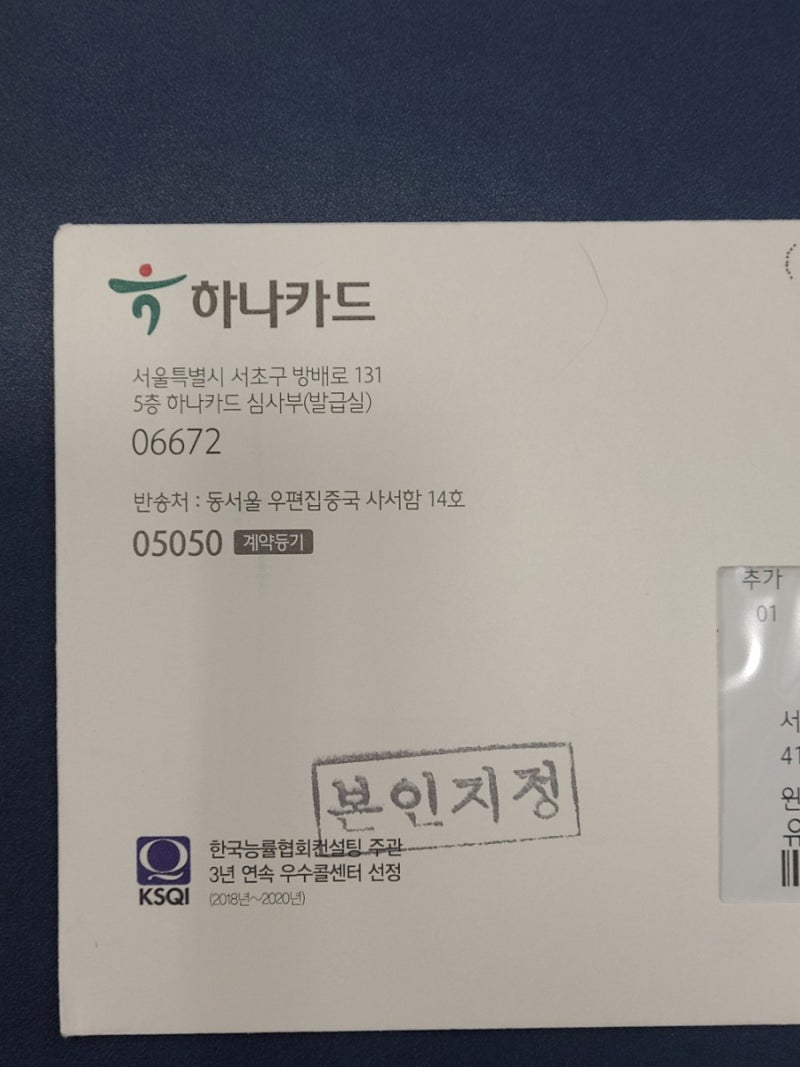 하나카드
서울특별시 서초구 방배로 131
5층 하나카드 심사부(발급실)
06672
반송처 : 동서울 우편집중국 사서함 14호
05050 계약등기
추가
01
서
41
본인지정
한국능률협회컨설팅 주관
3년 연속 우수콜센터 선정
KSQI (2018년~2020년)